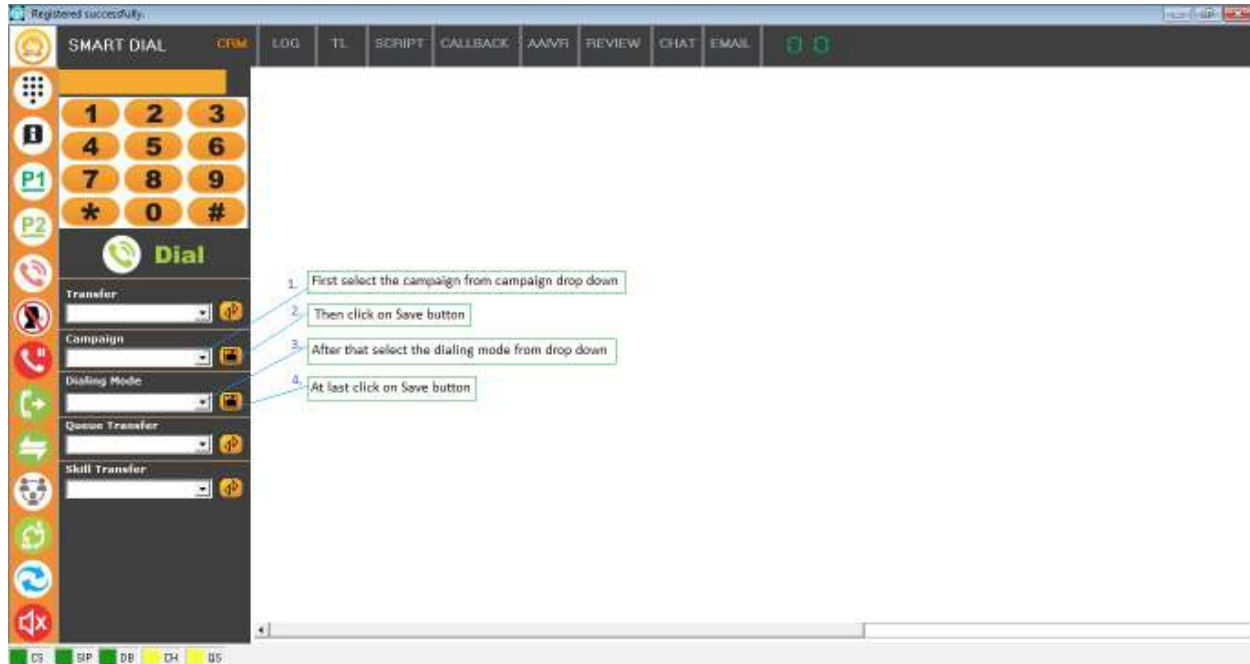 Registered successfully.
SMART DIAL CRM LOG TL SCRIPT CALLBACK AAIVR REVIEW CHAT EMAIL 0 0
1 2 3
4 5 6
P1 7 8 9
P2 * 0 #
Dial
1. First select the campaign from campaign drop down
Transfer
2. Then click on Save button
Campaign
3. After that select the dialing mode from drop down
Dialing Mode
4. At last click on Save button
Queue Transfer
Skill Transfer
CS SIP DB CH QS